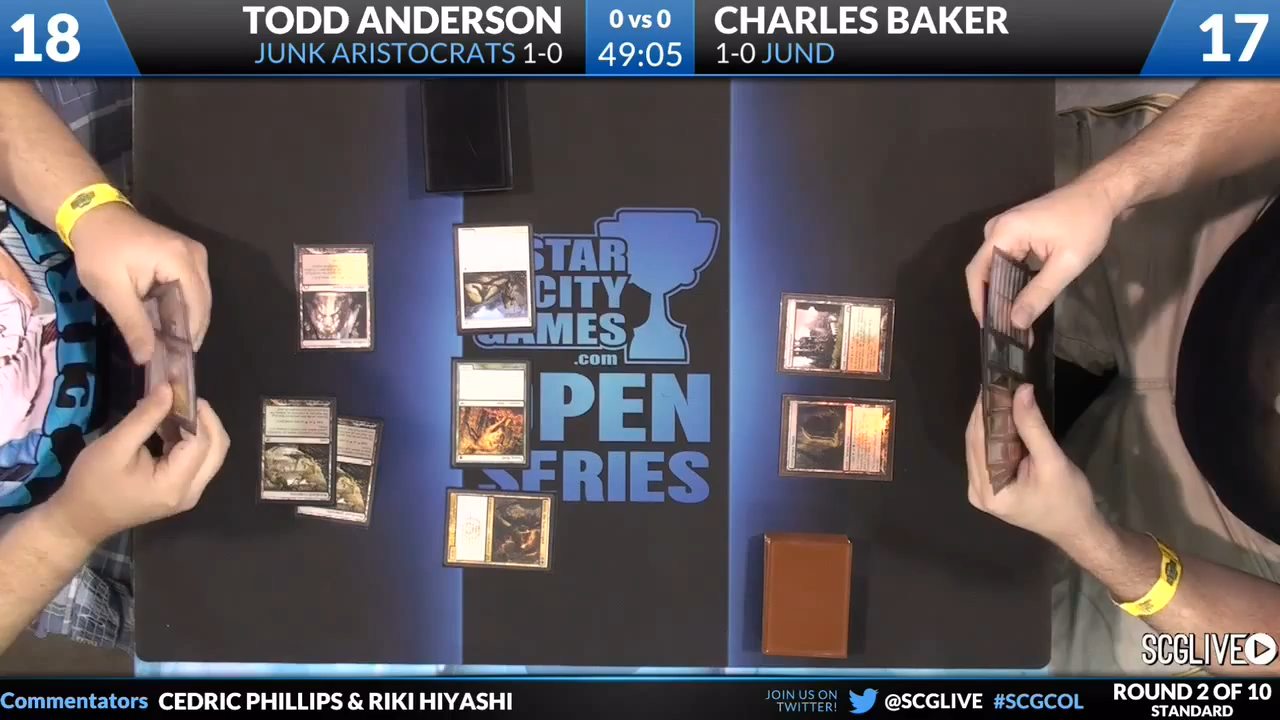 18
TODD ANDERSON
JUNK ARISTOCRATS 1-0
0 vs 0
49:05
CHARLES BAKER
1-0 JUND
17
STAR
CITY
GAMES
.com
OPEN
SERIES
SCGLIVE
Commentators CEDRIC PHILLIPS & RIKI HIYASHI
JOIN US ON
TWITTER!
@SCGLIVE #SCGCOL
ROUND 2 OF 10
STANDARD